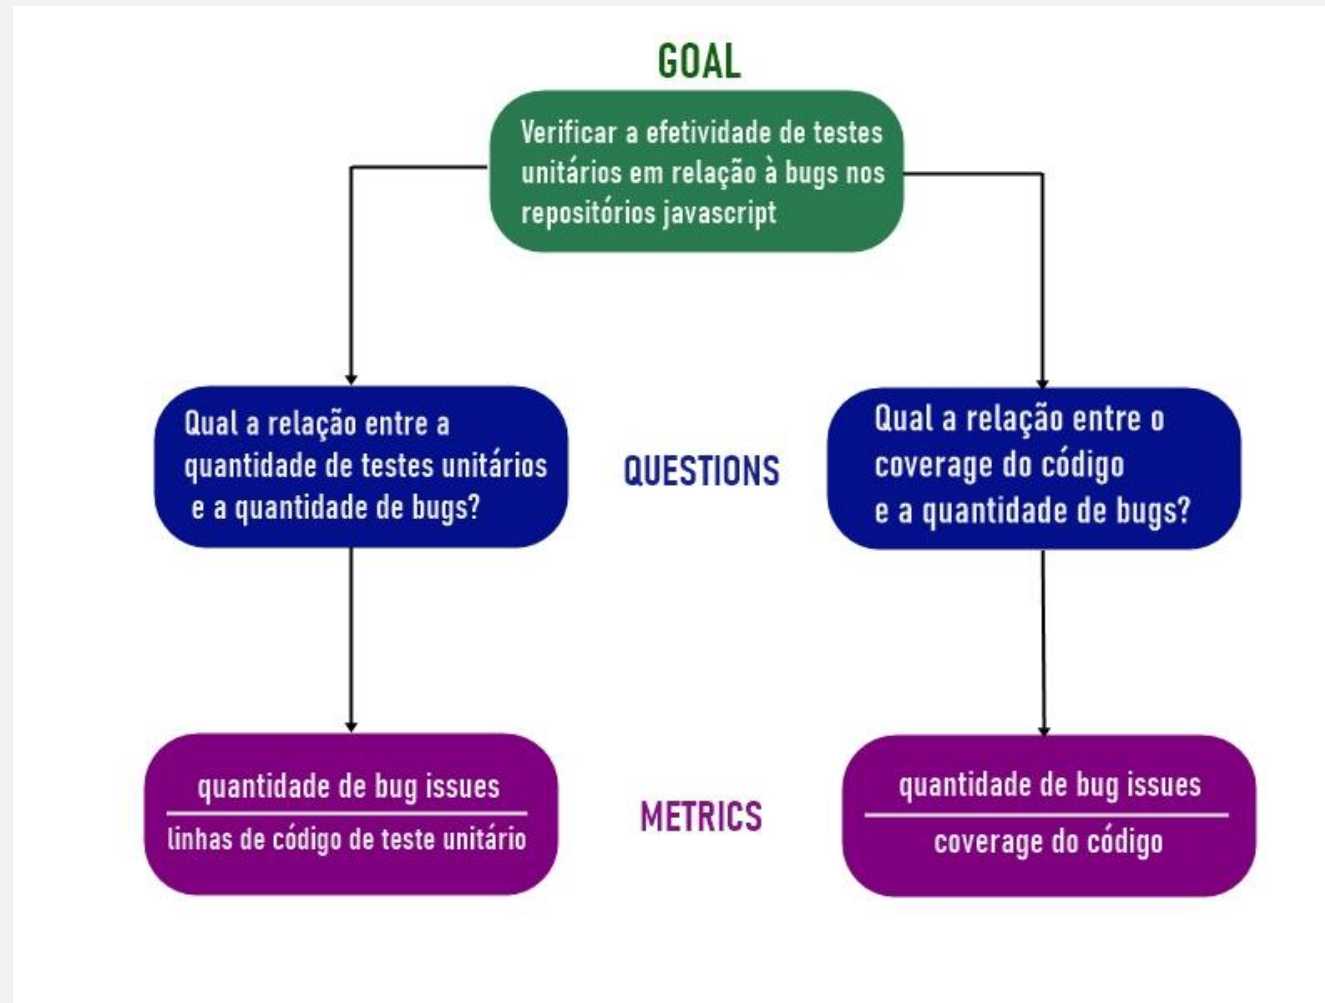 GOAL
Verificar a efetividade de testes
unitários em relação à bugs nos
repositórios javascript
Qual a relação entre a
quantidade de testes unitários
e a quantidade de bugs?
QUESTIONS
Qual a relação entre o
coverage do código
e a quantidade de bugs?
quantidade de bug issues
linhas de código de teste unitário
METRICS
quantidade de bug issues
coverage do código